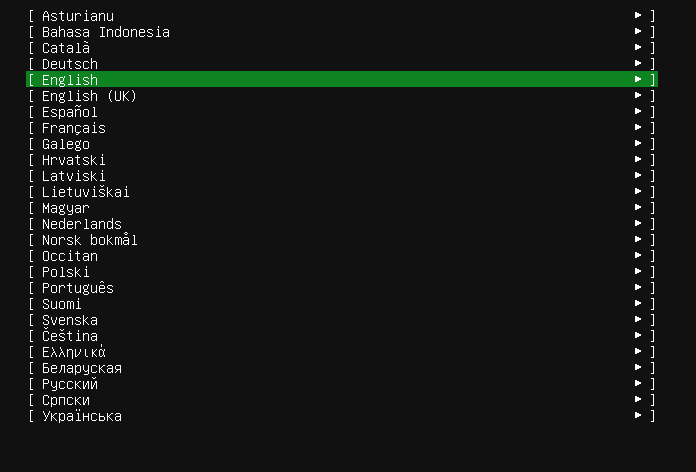 [ Asturianu ► ]
[ Bahasa Indonesia ► ]
[ Català ► ]
[ Deutsch ► ]
[ English ► ]
[ English (UK) ► ]
[ Español ► ]
[ Français ► ]
[ Galego ► ]
[ Hrvatski ► ]
[ Latviski ► ]
[ Lietuviškai ► ]
[ Magyar ► ]
[ Nederlands ► ]
[ Norsk bokmål ► ]
[ Occitan ► ]
[ Polski ► ]
[ Português ► ]
[ Suomi ► ]
[ Svenska ► ]
[ Čeština ► ]
[ Ελληνικά ► ]
[ Беларуская ► ]
[ Русский ► ]
[ Српски ► ]
[ Українська ► ]